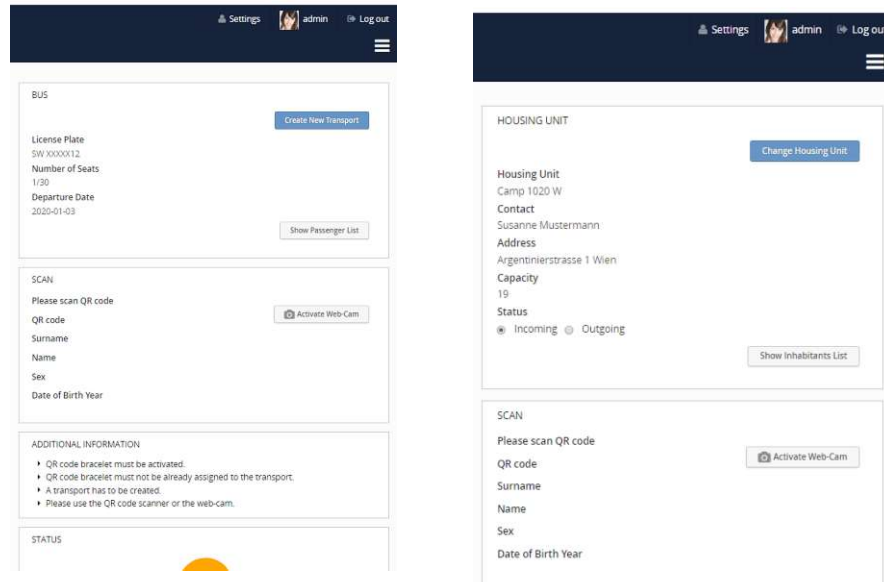 Settings admin Log out
BUS
Create New Transport
License Plate
SW XXXXX12
Number of Seats
1/30
Departure Date
2020-01-03
Show Passenger List
SCAN
Please scan QR code
QR code
Activate Web-Cam
Surname
Name
Sex
Date of Birth Year
ADDITIONAL INFORMATION
QR code bracelet must be activated.
QR code bracelet must not be already assigned to the transport.
A transport has to be created.
Please use the QR code scanner or the web-cam.
STATUS
Settings admin Log ou
HOUSING UNIT
Change Housing Unit
Housing Unit
Camp 1020 W
Contact
Susanne Mustermann
Address
Argentinierstrasse 1 Wien
Capacity
19
Status
Incoming Outgoing
Show Inhabitants List
SCAN
Please scan QR code
QR code
Activate Web-Cam
Surname
Name
Sex
Date of Birth Year